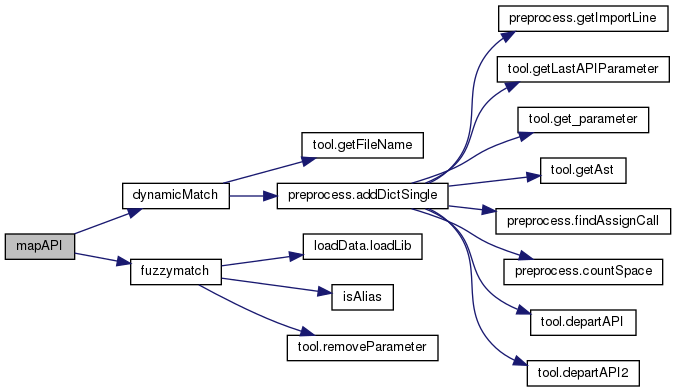 preprocess.getImportLine
tool.getLastAPIParameter
tool.get_parameter
tool.getFileName
tool.getAst
dynamicMatch
preprocess.addDictSingle
preprocess.findAssignCall
mapAPI
loadData.loadLib
fuzzymatch
preprocess.countSpace
isAlias
tool.departAPI
tool.removeParameter
tool.departAPI2